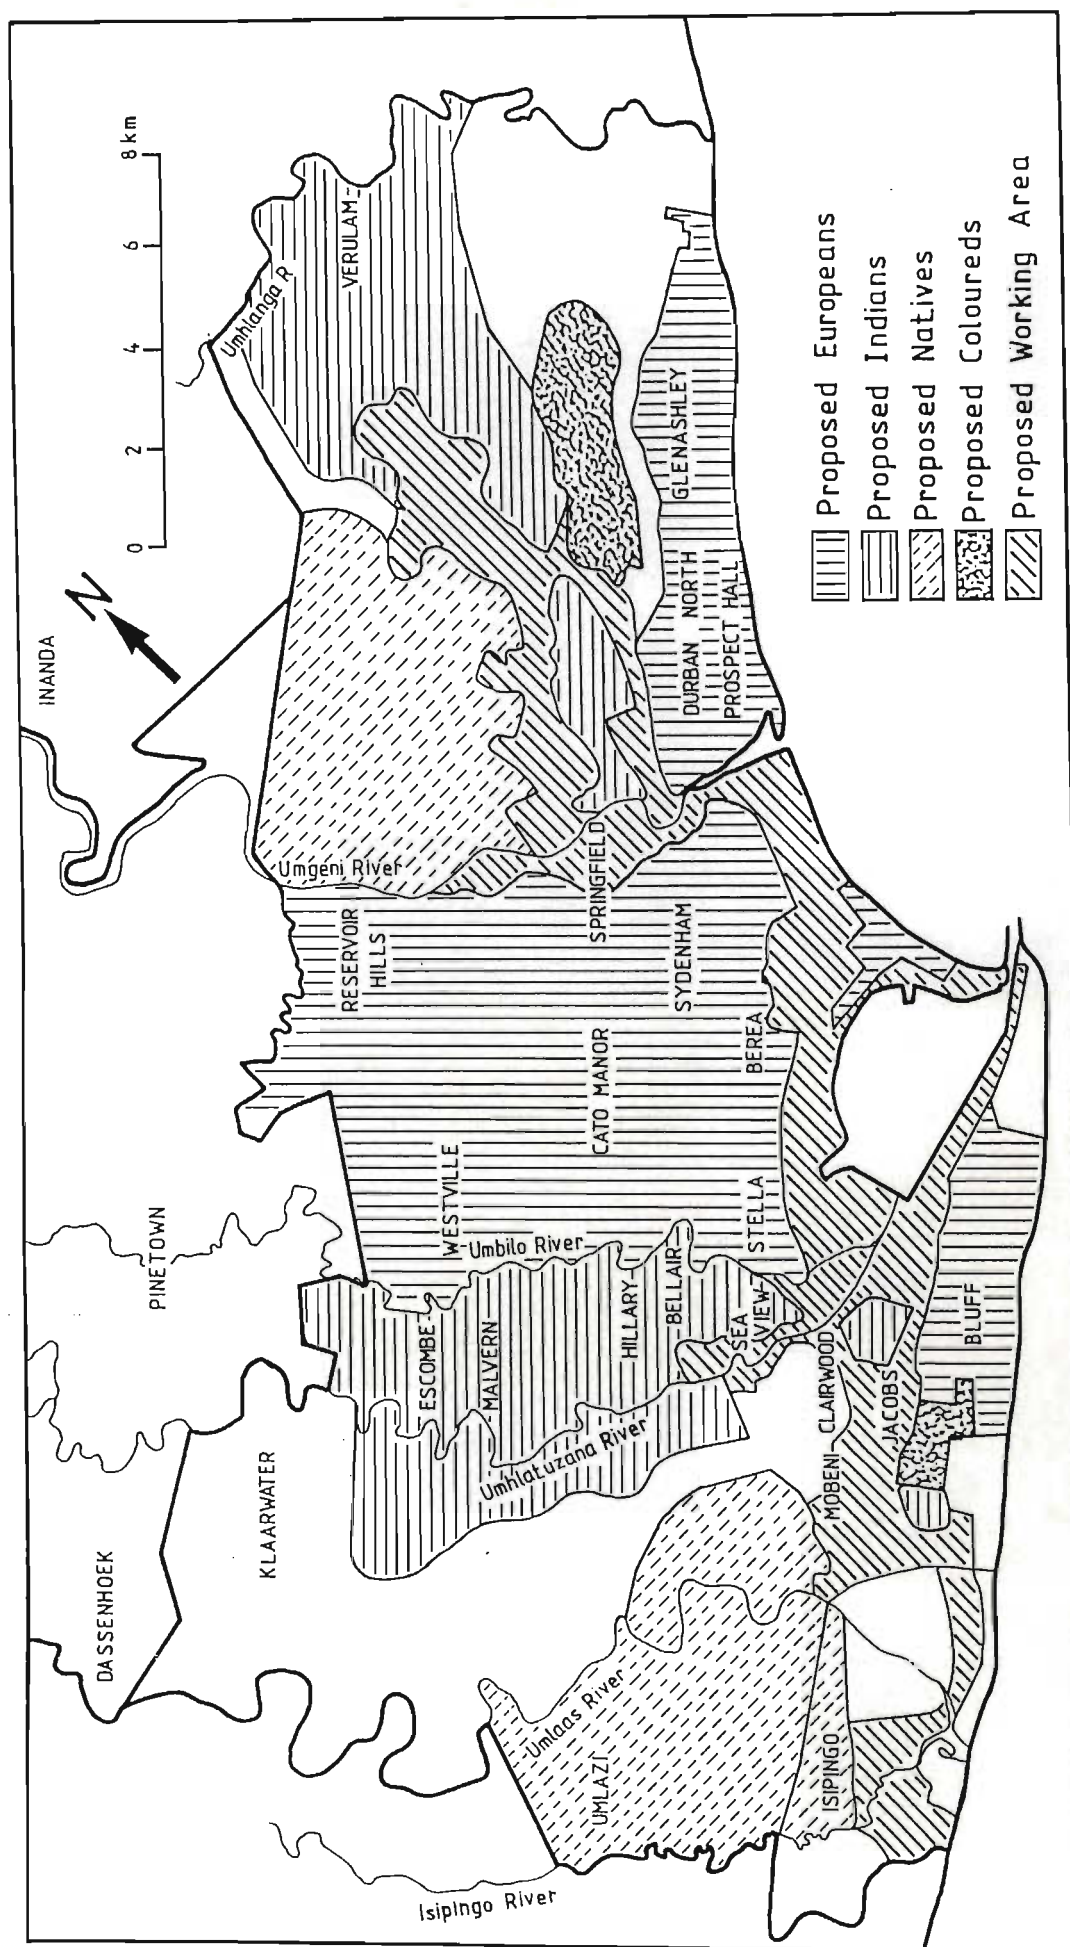 INANDA
N
0 2 4 6 8 km
Umhlanga R.
VERULAM
PINETOWN
DASSENHOEK
KLAARWATER
Umgeni River
RESERVOIR
HILLS
SPRINGFIELD
SYDENHAM
CATO MANOR
BEREA
WESTVILLE
STELLA
Umbilo River
ESCOMBE
MALVERN
HILLARY
BELLAIR
SEA
VIEW
Umhlatuzana River
CLAIRWOOD
MOBENI
JACOBS
BLUFF
Umlaas River
UMLAZI
ISIPINGO
Isipingo River
GLENASHLEY
DURBAN NORTH
PROSPECT HALL
Proposed Europeans
Proposed Indians
Proposed Natives
Proposed Coloureds
Proposed Working Area